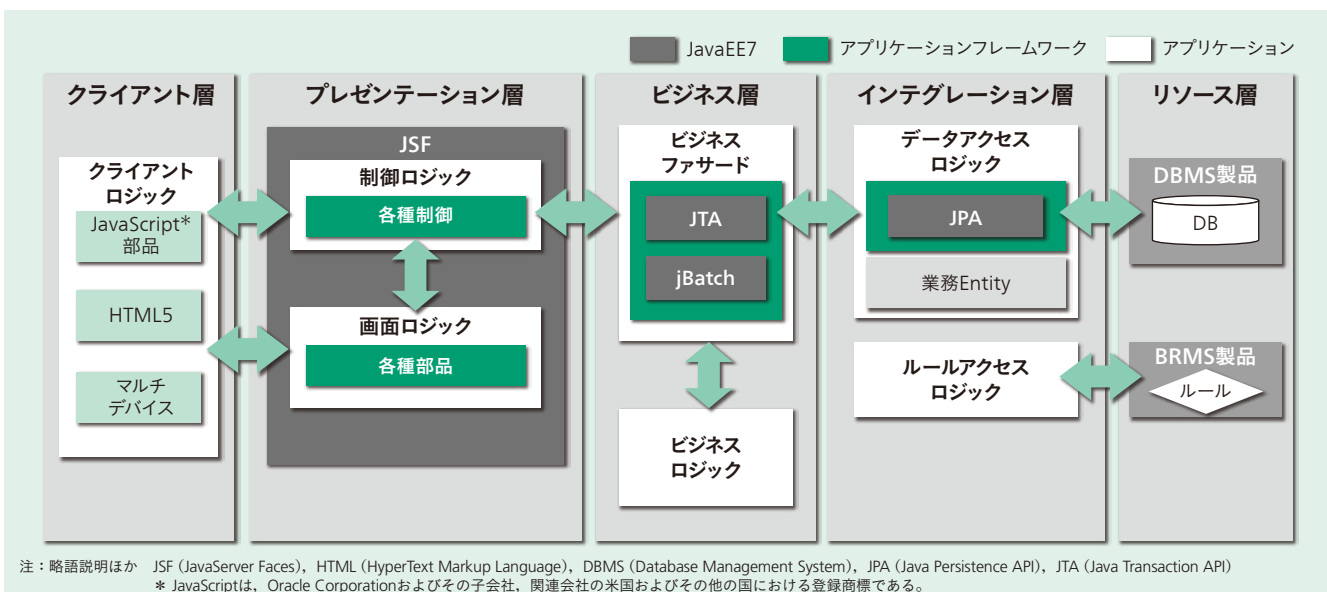 JavaEE7
アプリケーションフレームワーク
アプリケーション
クライアント層
クライアント
ロジック
JavaScript*
部品
HTML5
マルチ
デバイス
プレゼンテーション層
JSF
制御ロジック
各種制御
画面ロジック
各種部品
ビジネス層
ビジネス
ファサード
JTA
jBatch
ビジネス
ロジック
インテグレーション層
データアクセス
ロジック
JPA
業務Entity
ルールアクセス
ロジック
リソース層
DBMS製品
DB
BRMS製品
ルール
注：略語説明ほか　JSF（JavaServer Faces），HTML（HyperText Markup Language），DBMS（Database Management System），JPA（Java Persistence API），JTA（Java Transaction API）
* JavaScriptは，Oracle Corporationおよびその子会社，関連会社の米国およびその他の国における登録商標である。